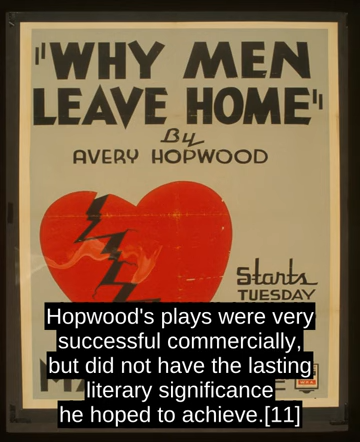 "WHY MEN
LEAVE HOME"
By
AVERY HOPWOOD
Starts
TUESDAY
Hopwood's plays were very
successful commercially,
but did not have the lasting
literary significance
he hoped to achieve.[11]